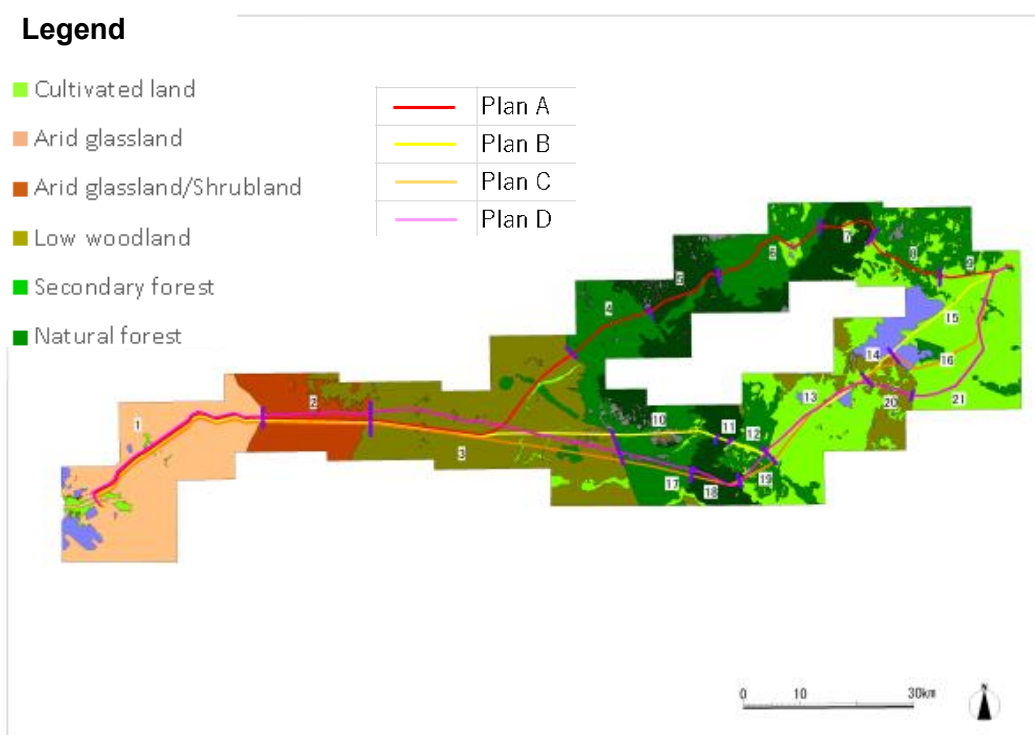 Legend
Cultivated land
Arid glassland
Arid glassland/Shrubland
Low woodland
Secondary forest
Natural forest
Plan A
Plan B
Plan C
Plan D
1
2
3
4
5
6
7
8
9
10
11
12
13
14
15
16
17
18
19
20
21
0 10 30km
N